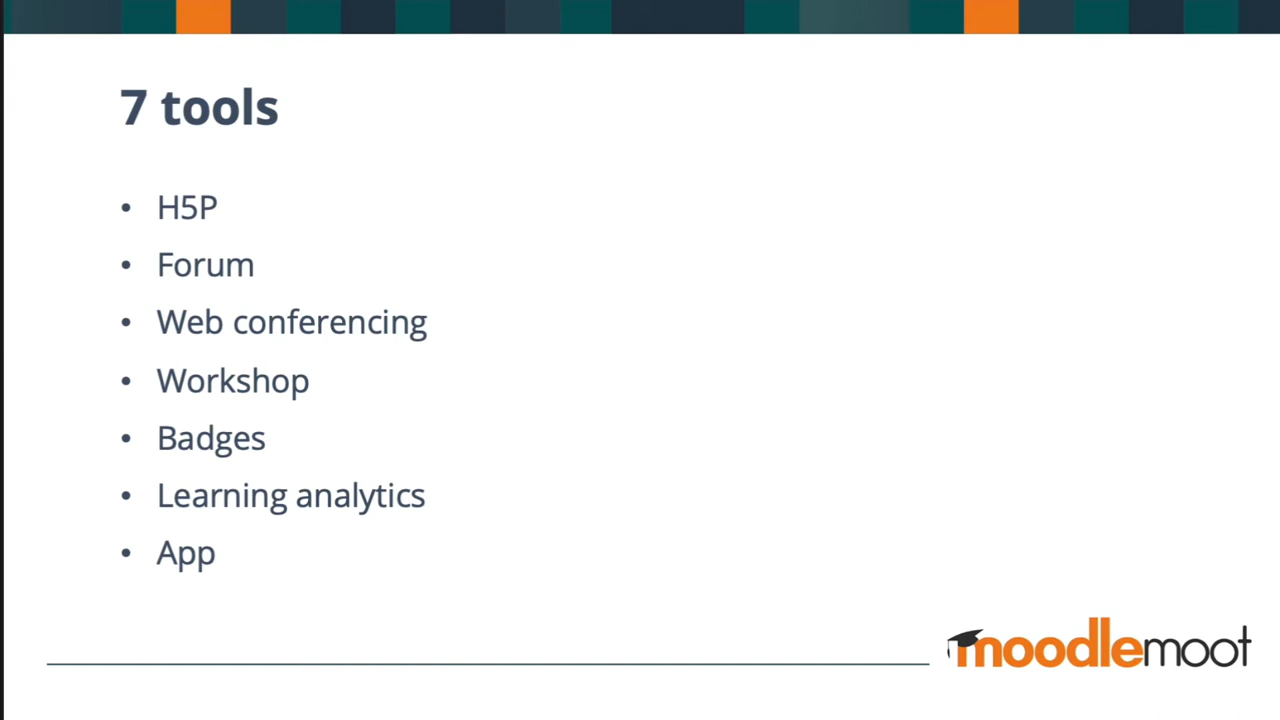 7 tools
• H5P
• Forum
• Web conferencing
• Workshop
• Badges
• Learning analytics
• App
moodlemoot